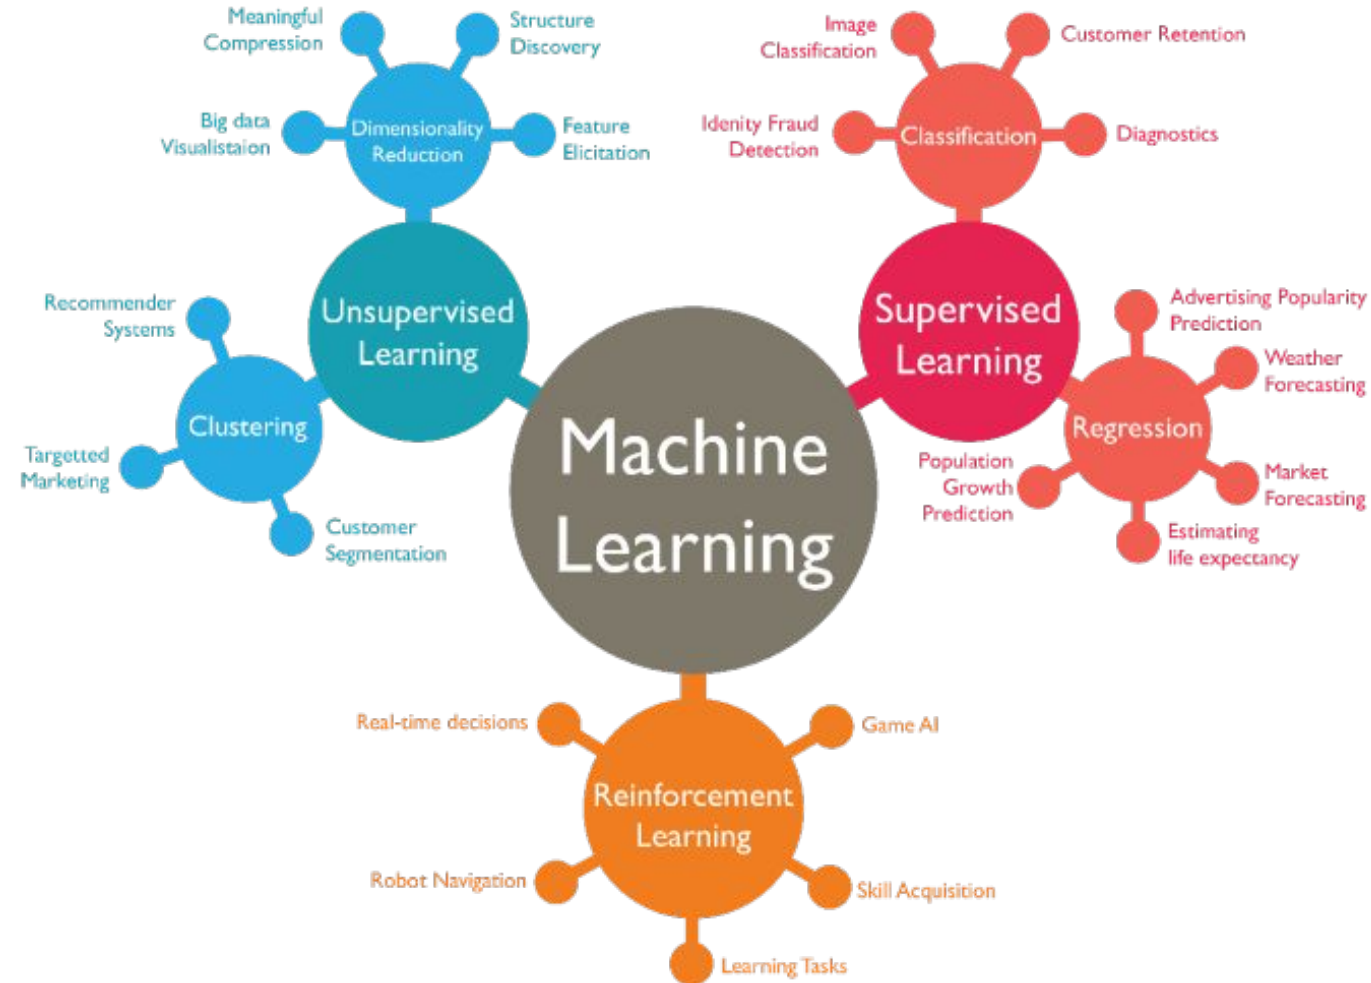 Meaningful
Compression
Structure
Discovery
Big data
Visualistaion
Dimensionality
Reduction
Feature
Elicitation
Image
Classification
Customer Retention
Idenity Fraud
Detection
Classification
Diagnostics
Unsupervised
Learning
Supervised
Learning
Recommender
Systems
Clustering
Targetted
Marketing
Customer
Segmentation
Machine
Learning
Advertising Popularity
Prediction
Weather
Forecasting
Regression
Population
Growth
Prediction
Market
Forecasting
Estimating
life expectancy
Real-time decisions
Game AI
Reinforcement
Learning
Robot Navigation
Skill Acquisition
Learning Tasks